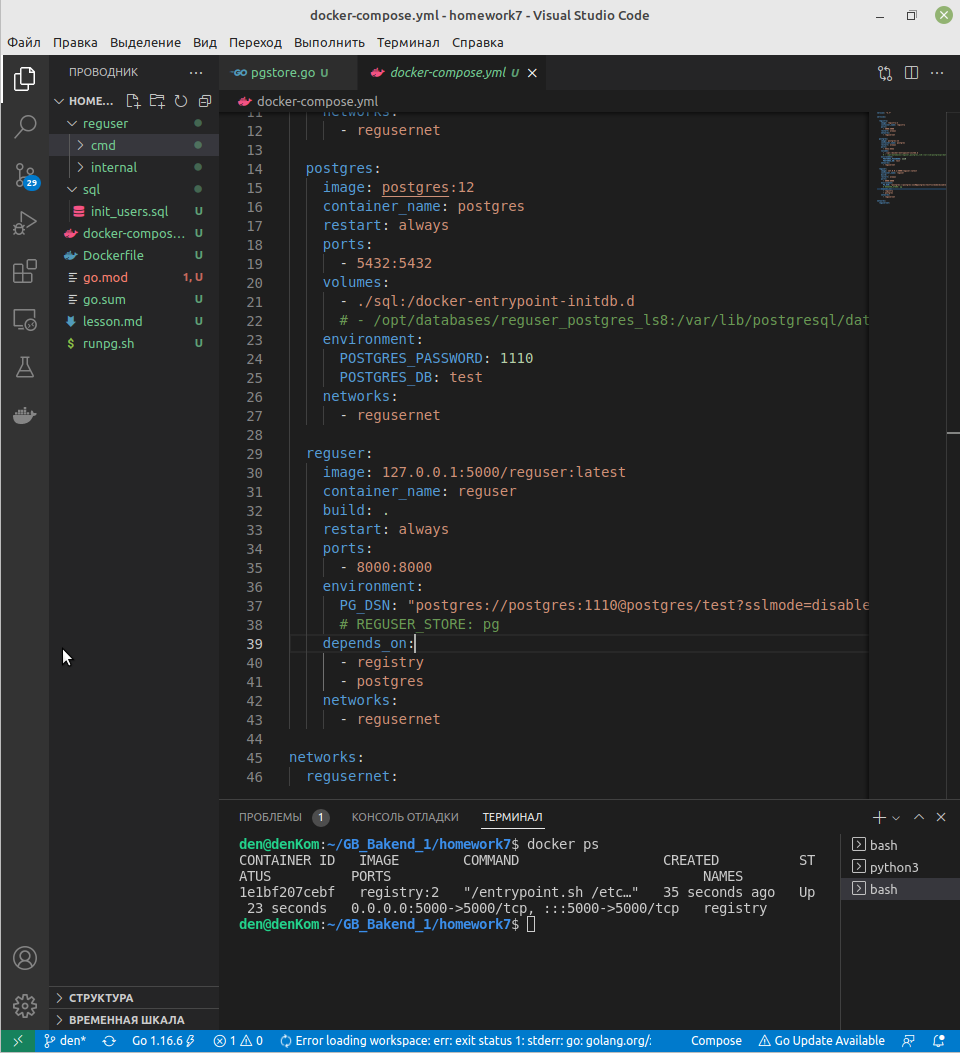 docker-compose.yml - homework7 - Visual Studio Code
Файл Правка Выделение Вид Переход Выполнить Терминал Справка
ПРОВОДНИК
HOME...
reguser
cmd
internal
sql
init_users.sql U
docker-compos... U
Dockerfile U
go.mod 1, U
go.sum U
lesson.md U
runpg.sh U
29
СТРУКТУРА
ВРЕМЕННАЯ ШКАЛА
pgstore.go U docker-compose.yml U
docker-compose.yml
11 networks:
12 - regusernet
13
14 postgres:
15 image: postgres:12
16 container_name: postgres
17 restart: always
18 ports:
19 - 5432:5432
20 volumes:
21 - ./sql:/docker-entrypoint-initdb.d
22 # - /opt/databases/reguser_postgres_ls8:/var/lib/postgresql/dat
23 environment:
24 POSTGRES_PASSWORD: 1110
25 POSTGRES_DB: test
26 networks:
27 - regusernet
28
29 reguser:
30 image: 127.0.0.1:5000/reguser:latest
31 container_name: reguser
32 build: .
33 restart: always
34 ports:
35 - 8000:8000
36 environment:
37 PG_DSN: "postgres://postgres:1110@postgres/test?sslmode=disable
38 # REGUSER_STORE: pg
39 depends_on:
40 - registry
41 - postgres
42 networks:
43 - regusernet
44
45 networks:
46 regusernet:
ПРОБЛЕМЫ 1 КОНСОЛЬ ОТЛАДКИ ТЕРМИНАЛ
den@denKom:~/GB_Bakend_1/homework7$ docker ps
CONTAINER ID IMAGE COMMAND CREATED ST
ATUS PORTS NAMES
1e1bf207cebf registry:2 "/entrypoint.sh /etc…" 35 seconds ago Up
23 seconds 0.0.0.0:5000->5000/tcp, :::5000->5000/tcp registry
den@denKom:~/GB_Bakend_1/homework7$
bash
python3
bash
den* Go 1.16.6 1 0 Error loading workspace: err: exit status 1: stderr: go: golang.org/: Compose Go Update Available